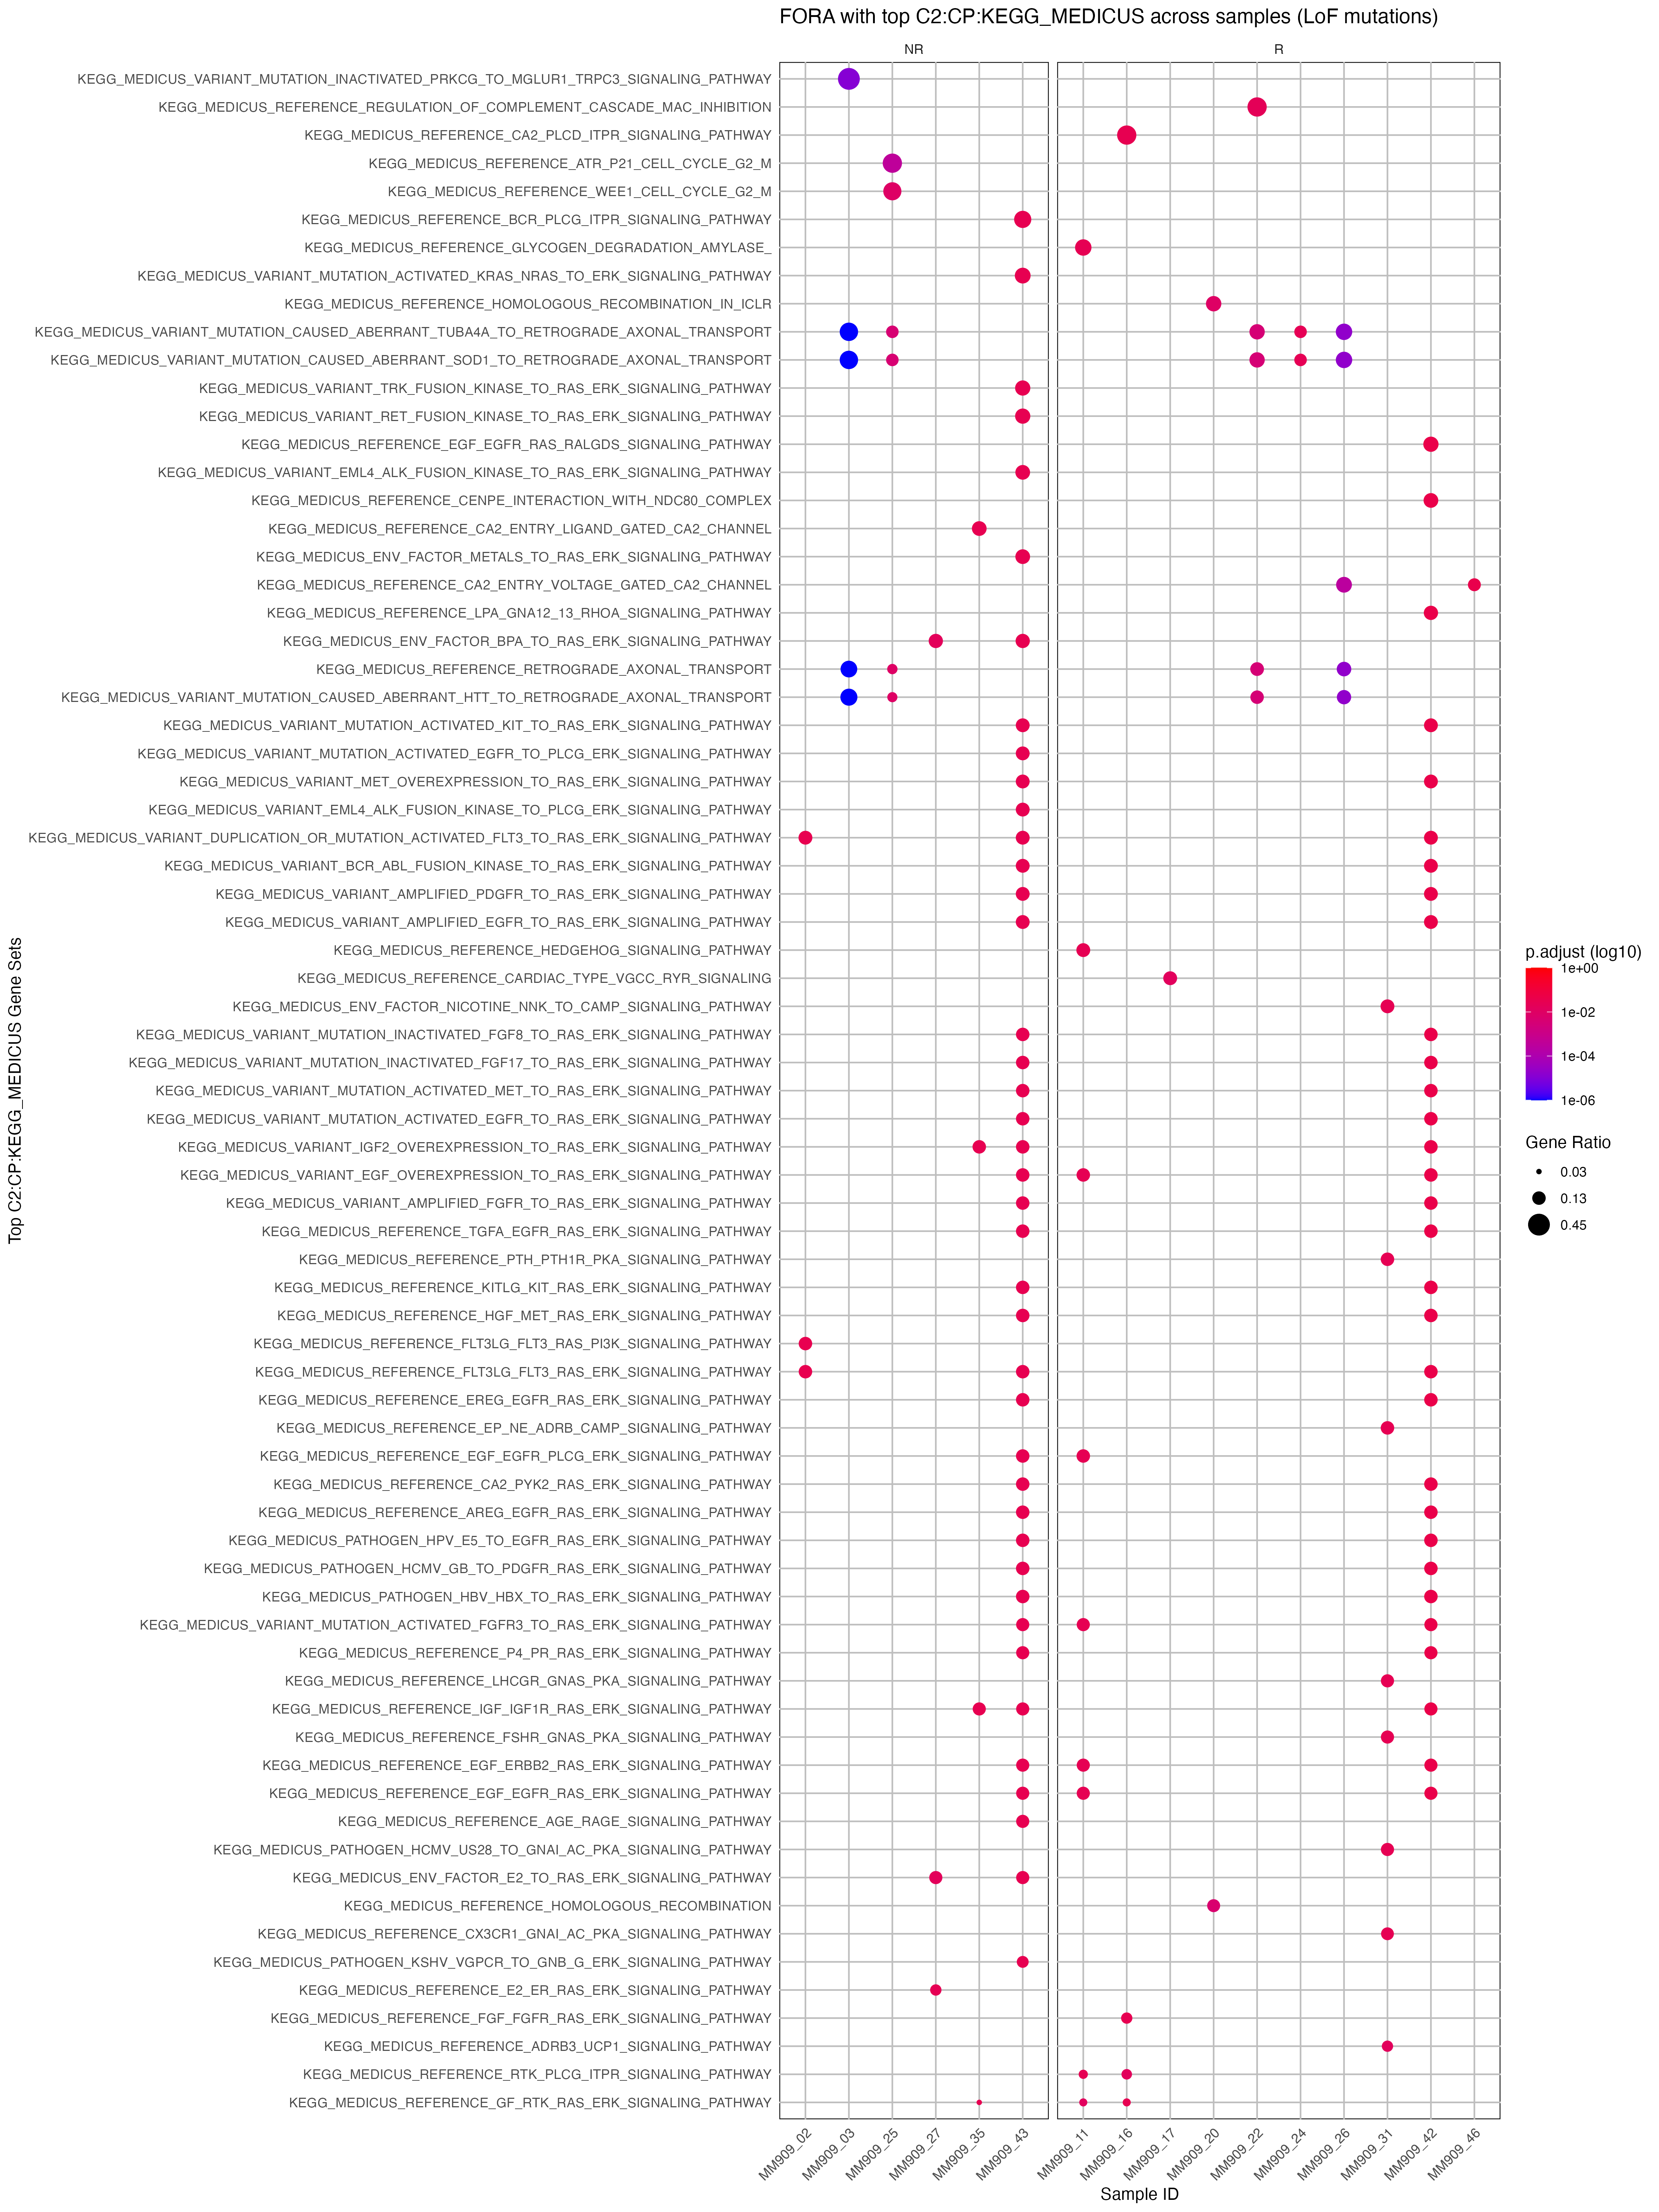 FORA with top C2:CP:KEGG_MEDICUS across samples (LoF mutations)
NR
R
KEGG_MEDICUS_VARIANT_MUTATION_INACTIVATED_PRKCG_TO_MGLUR1_TRPC3_SIGNALING_PATHWAY
KEGG_MEDICUS_REFERENCE_REGULATION_OF_COMPLEMENT_CASCADE_MAC_INHIBITION
KEGG_MEDICUS_REFERENCE_CA2_PLCD_ITPR_SIGNALING_PATHWAY
KEGG_MEDICUS_REFERENCE_ATR_P21_CELL_CYCLE_G2_M
KEGG_MEDICUS_REFERENCE_WEE1_CELL_CYCLE_G2_M
KEGG_MEDICUS_REFERENCE_BCR_PLCG_ITPR_SIGNALING_PATHWAY
KEGG_MEDICUS_REFERENCE_GLYCOGEN_DEGRADATION_AMYLASE_
KEGG_MEDICUS_VARIANT_MUTATION_ACTIVATED_KRAS_NRAS_TO_ERK_SIGNALING_PATHWAY
KEGG_MEDICUS_REFERENCE_HOMOLOGOUS_RECOMBINATION_IN_ICLR
KEGG_MEDICUS_VARIANT_MUTATION_CAUSED_ABERRANT_TUBA4A_TO_RETROGRADE_AXONAL_TRANSPORT
KEGG_MEDICUS_VARIANT_MUTATION_CAUSED_ABERRANT_SOD1_TO_RETROGRADE_AXONAL_TRANSPORT
KEGG_MEDICUS_VARIANT_TRK_FUSION_KINASE_TO_RAS_ERK_SIGNALING_PATHWAY
KEGG_MEDICUS_VARIANT_RET_FUSION_KINASE_TO_RAS_ERK_SIGNALING_PATHWAY
KEGG_MEDICUS_REFERENCE_EGF_EGFR_RAS_RALGDS_SIGNALING_PATHWAY
KEGG_MEDICUS_VARIANT_EML4_ALK_FUSION_KINASE_TO_RAS_ERK_SIGNALING_PATHWAY
KEGG_MEDICUS_REFERENCE_CENPE_INTERACTION_WITH_NDC80_COMPLEX
KEGG_MEDICUS_REFERENCE_CA2_ENTRY_LIGAND_GATED_CA2_CHANNEL
KEGG_MEDICUS_ENV_FACTOR_METALS_TO_RAS_ERK_SIGNALING_PATHWAY
KEGG_MEDICUS_REFERENCE_CA2_ENTRY_VOLTAGE_GATED_CA2_CHANNEL
KEGG_MEDICUS_REFERENCE_LPA_GNA12_13_RHOA_SIGNALING_PATHWAY
KEGG_MEDICUS_ENV_FACTOR_BPA_TO_RAS_ERK_SIGNALING_PATHWAY
KEGG_MEDICUS_REFERENCE_RETROGRADE_AXONAL_TRANSPORT
KEGG_MEDICUS_VARIANT_MUTATION_CAUSED_ABERRANT_HTT_TO_RETROGRADE_AXONAL_TRANSPORT
KEGG_MEDICUS_VARIANT_MUTATION_ACTIVATED_KIT_TO_RAS_ERK_SIGNALING_PATHWAY
KEGG_MEDICUS_VARIANT_MUTATION_ACTIVATED_EGFR_TO_PLCG_ERK_SIGNALING_PATHWAY
KEGG_MEDICUS_VARIANT_MET_OVEREXPRESSION_TO_RAS_ERK_SIGNALING_PATHWAY
KEGG_MEDICUS_VARIANT_EML4_ALK_FUSION_KINASE_TO_PLCG_ERK_SIGNALING_PATHWAY
KEGG_MEDICUS_VARIANT_DUPLICATION_OR_MUTATION_ACTIVATED_FLT3_TO_RAS_ERK_SIGNALING_PATHWAY
KEGG_MEDICUS_VARIANT_BCR_ABL_FUSION_KINASE_TO_RAS_ERK_SIGNALING_PATHWAY
KEGG_MEDICUS_VARIANT_AMPLIFIED_PDGFR_TO_RAS_ERK_SIGNALING_PATHWAY
KEGG_MEDICUS_VARIANT_AMPLIFIED_EGFR_TO_RAS_ERK_SIGNALING_PATHWAY
KEGG_MEDICUS_REFERENCE_HEDGEHOG_SIGNALING_PATHWAY
KEGG_MEDICUS_REFERENCE_CARDIAC_TYPE_VGCC_RYR_SIGNALING
KEGG_MEDICUS_ENV_FACTOR_NICOTINE_NNK_TO_CAMP_SIGNALING_PATHWAY
KEGG_MEDICUS_VARIANT_MUTATION_INACTIVATED_FGF8_TO_RAS_ERK_SIGNALING_PATHWAY
KEGG_MEDICUS_VARIANT_MUTATION_INACTIVATED_FGF17_TO_RAS_ERK_SIGNALING_PATHWAY
KEGG_MEDICUS_VARIANT_MUTATION_ACTIVATED_MET_TO_RAS_ERK_SIGNALING_PATHWAY
KEGG_MEDICUS_VARIANT_MUTATION_ACTIVATED_EGFR_TO_RAS_ERK_SIGNALING_PATHWAY
KEGG_MEDICUS_VARIANT_IGF2_OVEREXPRESSION_TO_RAS_ERK_SIGNALING_PATHWAY
KEGG_MEDICUS_VARIANT_EGF_OVEREXPRESSION_TO_RAS_ERK_SIGNALING_PATHWAY
KEGG_MEDICUS_VARIANT_AMPLIFIED_FGFR_TO_RAS_ERK_SIGNALING_PATHWAY
KEGG_MEDICUS_REFERENCE_TGFA_EGFR_RAS_ERK_SIGNALING_PATHWAY
KEGG_MEDICUS_REFERENCE_PTH_PTH1R_PKA_SIGNALING_PATHWAY
KEGG_MEDICUS_REFERENCE_KITLG_KIT_RAS_ERK_SIGNALING_PATHWAY
KEGG_MEDICUS_REFERENCE_HGF_MET_RAS_ERK_SIGNALING_PATHWAY
KEGG_MEDICUS_REFERENCE_FLT3LG_FLT3_RAS_PI3K_SIGNALING_PATHWAY
KEGG_MEDICUS_REFERENCE_FLT3LG_FLT3_RAS_ERK_SIGNALING_PATHWAY
KEGG_MEDICUS_REFERENCE_EREG_EGFR_RAS_ERK_SIGNALING_PATHWAY
KEGG_MEDICUS_REFERENCE_EP_NE_ADRB_CAMP_SIGNALING_PATHWAY
KEGG_MEDICUS_REFERENCE_EGF_EGFR_PLCG_ERK_SIGNALING_PATHWAY
KEGG_MEDICUS_REFERENCE_CA2_PYK2_RAS_ERK_SIGNALING_PATHWAY
KEGG_MEDICUS_REFERENCE_AREG_EGFR_RAS_ERK_SIGNALING_PATHWAY
KEGG_MEDICUS_PATHOGEN_HPV_E5_TO_EGFR_RAS_ERK_SIGNALING_PATHWAY
KEGG_MEDICUS_PATHOGEN_HCMV_GB_TO_PDGFR_RAS_ERK_SIGNALING_PATHWAY
KEGG_MEDICUS_PATHOGEN_HBV_HBX_TO_RAS_ERK_SIGNALING_PATHWAY
KEGG_MEDICUS_VARIANT_MUTATION_ACTIVATED_FGFR3_TO_RAS_ERK_SIGNALING_PATHWAY
KEGG_MEDICUS_REFERENCE_P4_PR_RAS_ERK_SIGNALING_PATHWAY
KEGG_MEDICUS_REFERENCE_LHCGR_GNAS_PKA_SIGNALING_PATHWAY
KEGG_MEDICUS_REFERENCE_IGF_IGF1R_RAS_ERK_SIGNALING_PATHWAY
KEGG_MEDICUS_REFERENCE_FSHR_GNAS_PKA_SIGNALING_PATHWAY
KEGG_MEDICUS_REFERENCE_EGF_ERBB2_RAS_ERK_SIGNALING_PATHWAY
KEGG_MEDICUS_REFERENCE_EGF_EGFR_RAS_ERK_SIGNALING_PATHWAY
KEGG_MEDICUS_REFERENCE_AGE_RAGE_SIGNALING_PATHWAY
KEGG_MEDICUS_PATHOGEN_HCMV_US28_TO_GNAI_AC_PKA_SIGNALING_PATHWAY
KEGG_MEDICUS_ENV_FACTOR_E2_TO_RAS_ERK_SIGNALING_PATHWAY
KEGG_MEDICUS_REFERENCE_HOMOLOGOUS_RECOMBINATION
KEGG_MEDICUS_REFERENCE_CX3CR1_GNAI_AC_PKA_SIGNALING_PATHWAY
KEGG_MEDICUS_PATHOGEN_KSHV_VGPCR_TO_GNB_G_ERK_SIGNALING_PATHWAY
KEGG_MEDICUS_REFERENCE_E2_ER_RAS_ERK_SIGNALING_PATHWAY
KEGG_MEDICUS_REFERENCE_FGF_FGFR_RAS_ERK_SIGNALING_PATHWAY
KEGG_MEDICUS_REFERENCE_ADRB3_UCP1_SIGNALING_PATHWAY
KEGG_MEDICUS_REFERENCE_RTK_PLCG_ITPR_SIGNALING_PATHWAY
KEGG_MEDICUS_REFERENCE_GF_RTK_RAS_ERK_SIGNALING_PATHWAY
Top C2:CP:KEGG_MEDICUS Gene Sets
MM909_02
MM909_03
MM909_25
MM909_27
MM909_35
MM909_43
MM909_11
MM909_16
MM909_17
MM909_20
MM909_22
MM909_24
MM909_26
MM909_31
MM909_42
MM909_46
Sample ID
p.adjust (log10)
1e+00
1e-02
1e-04
1e-06
Gene Ratio
0.03
0.13
0.45